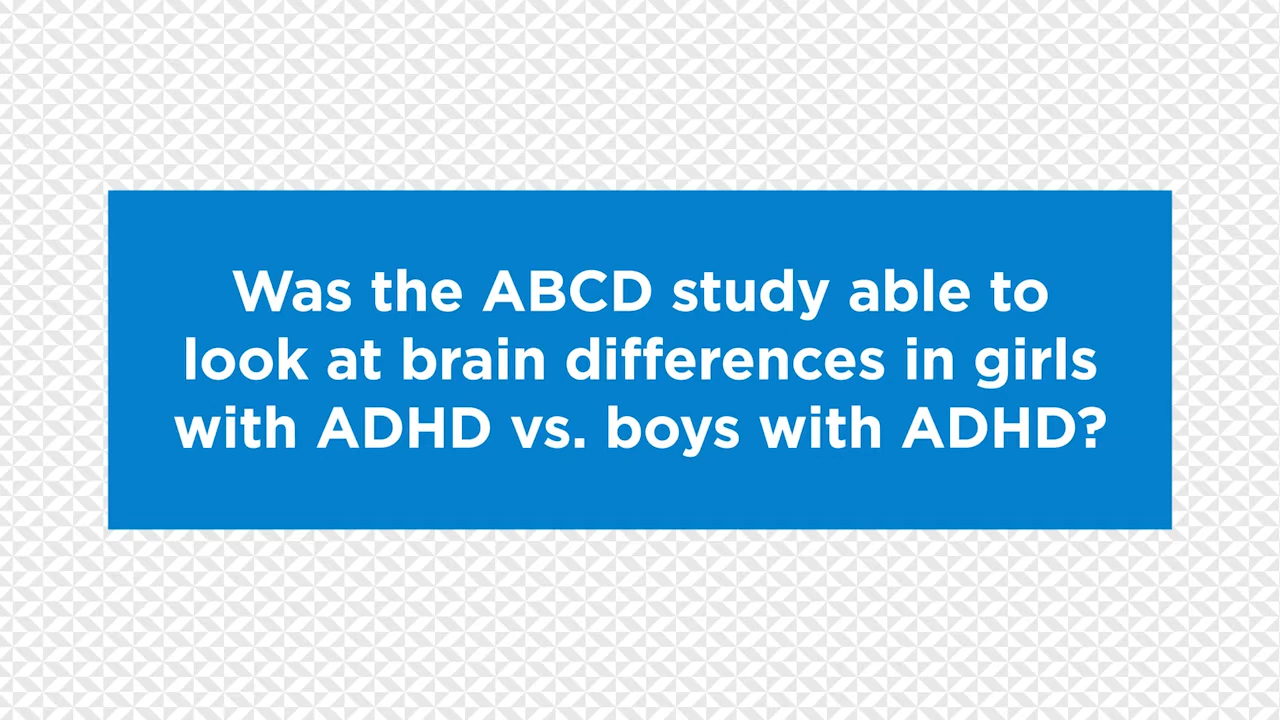 Was the ABCD study able to
look at brain differences in girls
with ADHD vs. boys with ADHD?